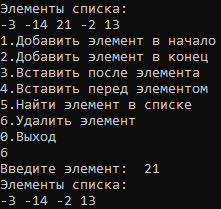 Элементы списка:
-3 -14 21 -2 13
1.Добавить элемент в начало
2.Добавить элемент в конец
3.Вставить после элемента
4.Вставить перед элементом
5.Найти элемент в списке
6.Удалить элемент
0.Выход
6
Введите элемент:  21
Элементы списка:
-3 -14 -2 13